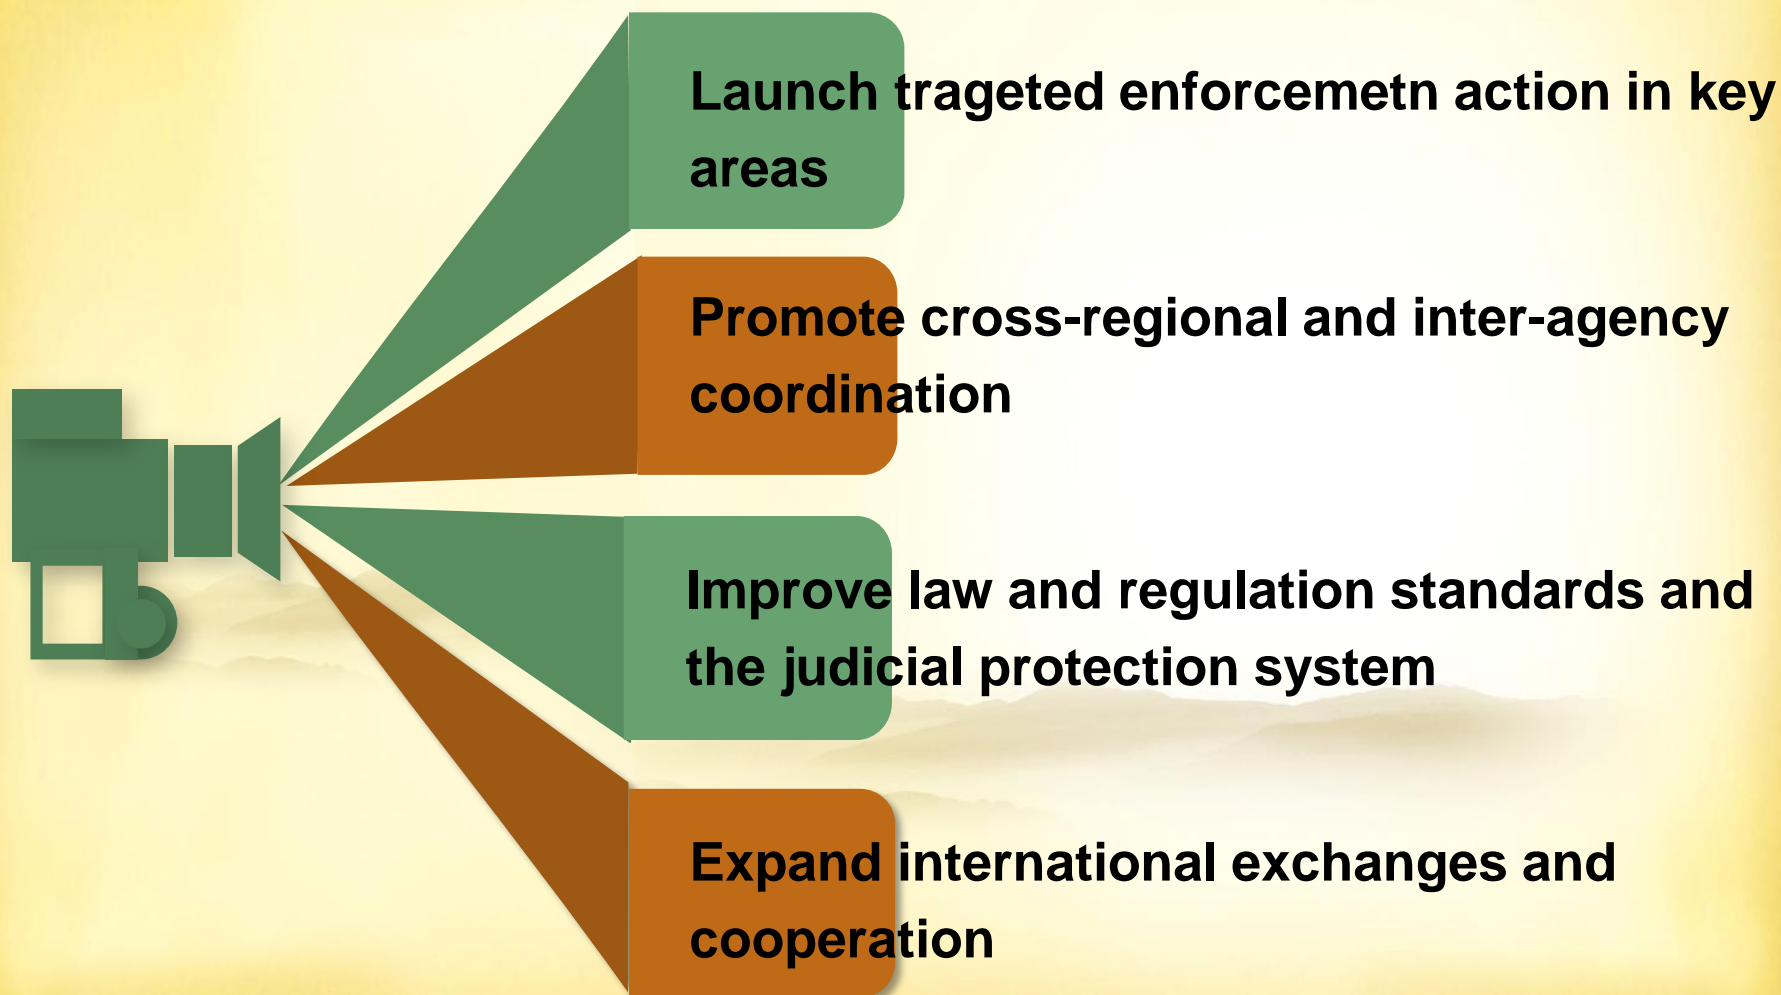 Launch trageted enforcemetn action in key
areas
Promote cross-regional and inter-agency
coordination
Improve law and regulation standards and
the judicial protection system
Expand international exchanges and
cooperation